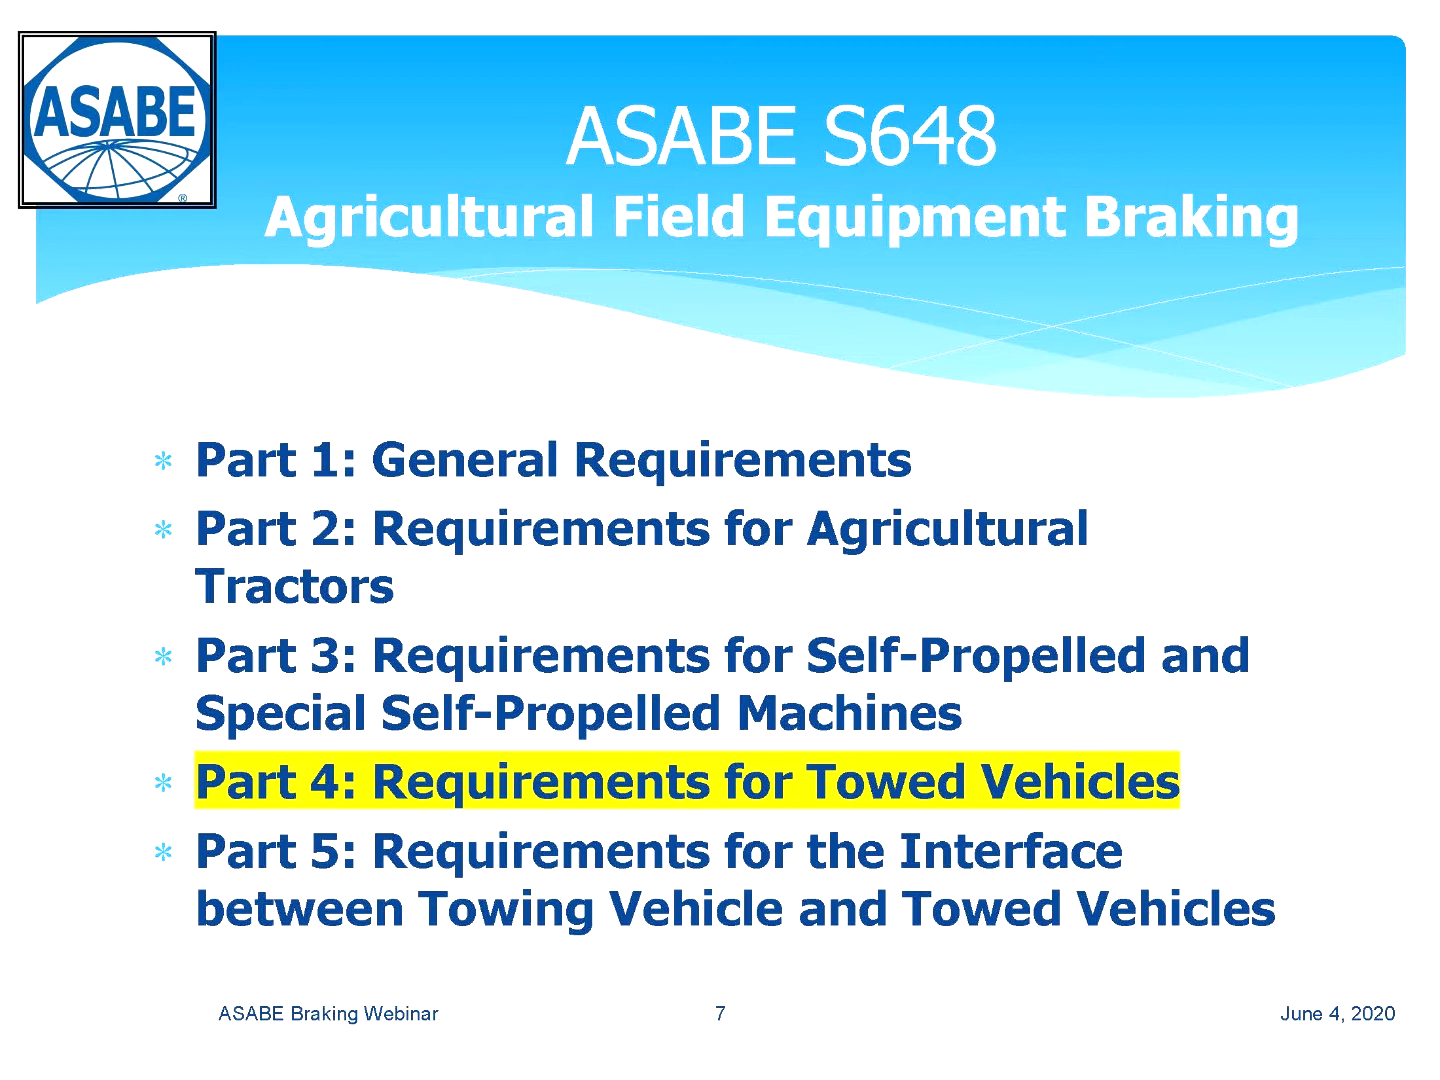 ASABE
®
ASABE S648
Agricultural Field Equipment Braking
* Part 1: General Requirements
* Part 2: Requirements for Agricultural
Tractors
* Part 3: Requirements for Self-Propelled and
Special Self-Propelled Machines
* Part 4: Requirements for Towed Vehicles
* Part 5: Requirements for the Interface
between Towing Vehicle and Towed Vehicles
ASABE Braking Webinar
7
June 4, 2020